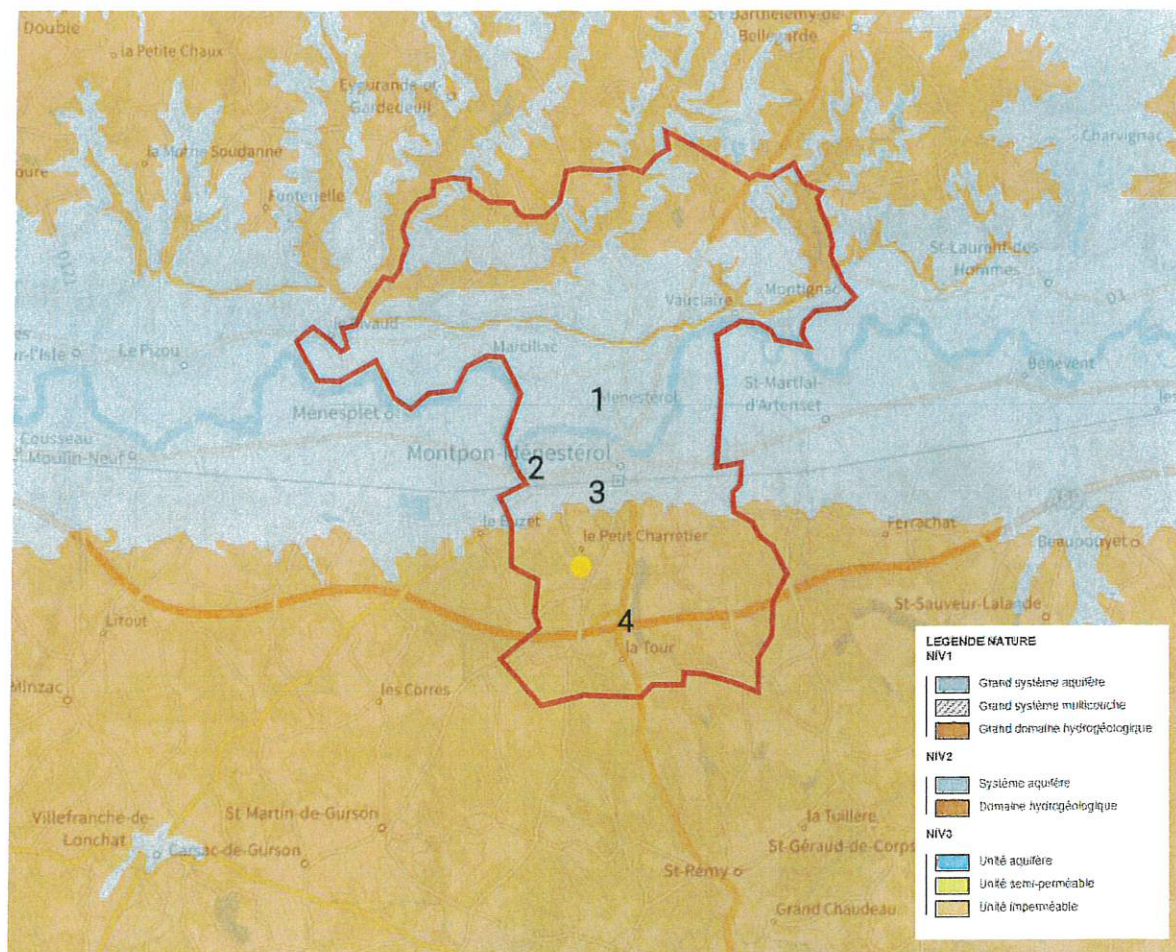 Double
la Petite Chaux
St-Barthélemy-de-
Bellegarde
Eygurande-et-
Gardedeuil
Charvignac
la Mothe Soudanne
Fonteuelle
St-Laurent-des-
Hommes
Montignac
Vauclaire
D1
Marcillac
ur-l'Isle
Le Pizou
Bénévent
St-Martial-
d'Artenset
1
Ménestérol
Ménesplet
Cousseau
Moulin-Neuf
Montpon-Ménestérol
2
3
le Buzet
le Petit Charretier
Ferrachat
Beaupouyet
4
St-Sauveur-Lalande
Litout
la Tour
Minzac
les Corres
Villefranche-de-
Lonchat
St-Martin-de-Gurson
Carsac-de-Gurson
la Tuillère
St-Géraud-de-Corps
St-Rémy
Grand Chaudeau
LEGENDE NATURE
NIV1
Grand système aquifère
Grand système multicouche
Grand domaine hydrogéologique
NIV2
Système aquifère
Domaine hydrogéologique
NIV3
Unité aquifère
Unité semi-perméable
Unité imperméable